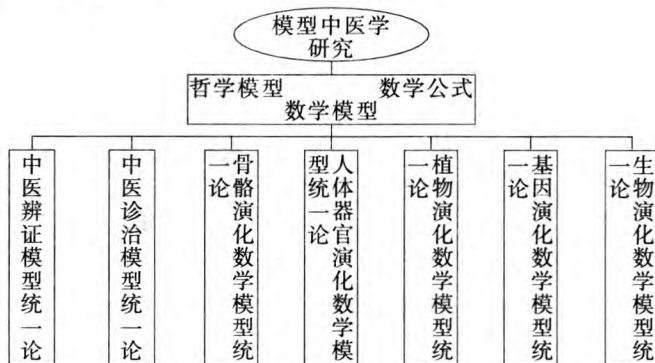 模型中医学
研究
哲学模型 数学公式
数学模型
中医辨证模型统一论
中医诊治模型统一论
骨骼演化数学模型统
一论
人体器官演化数学模
型统一论
植物演化数学模型统
一论
基因演化数学模型统
一论
生物演化数学模型统
一论